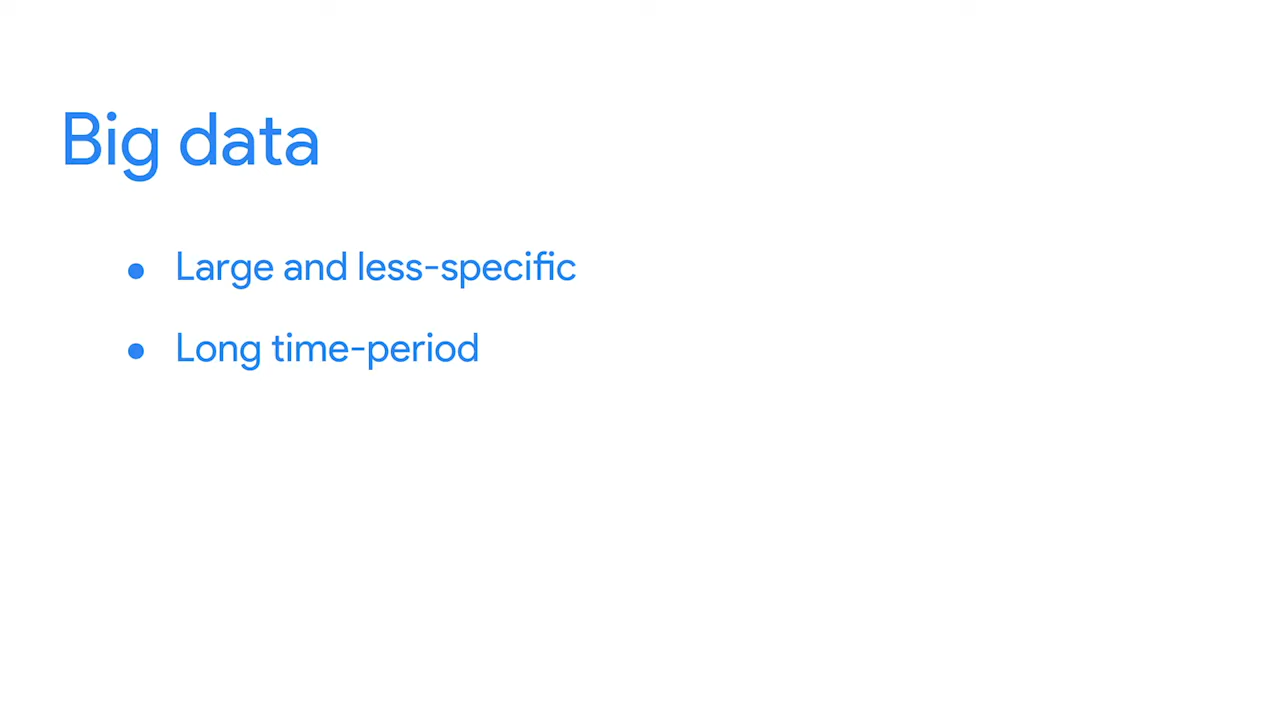 Big data
● Large and less-specific
● Long time-period